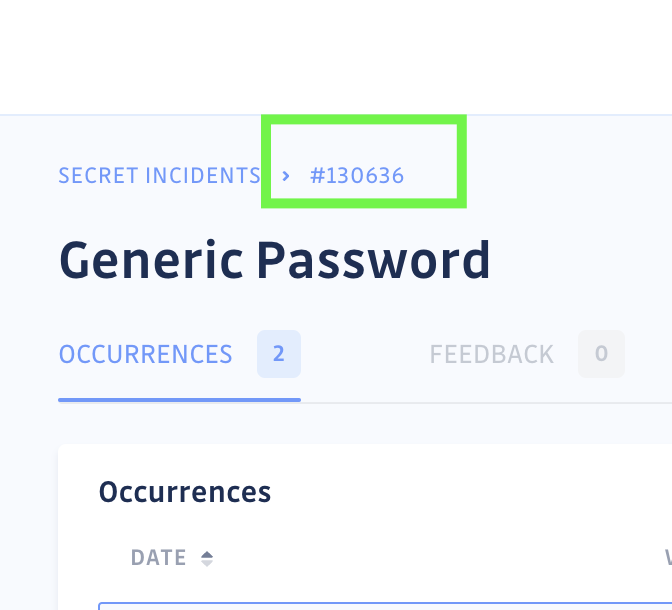 SECRET INCIDENTS › #130636
Generic Password
OCCURRENCES 2 FEEDBACK 0
Occurrences
DATE